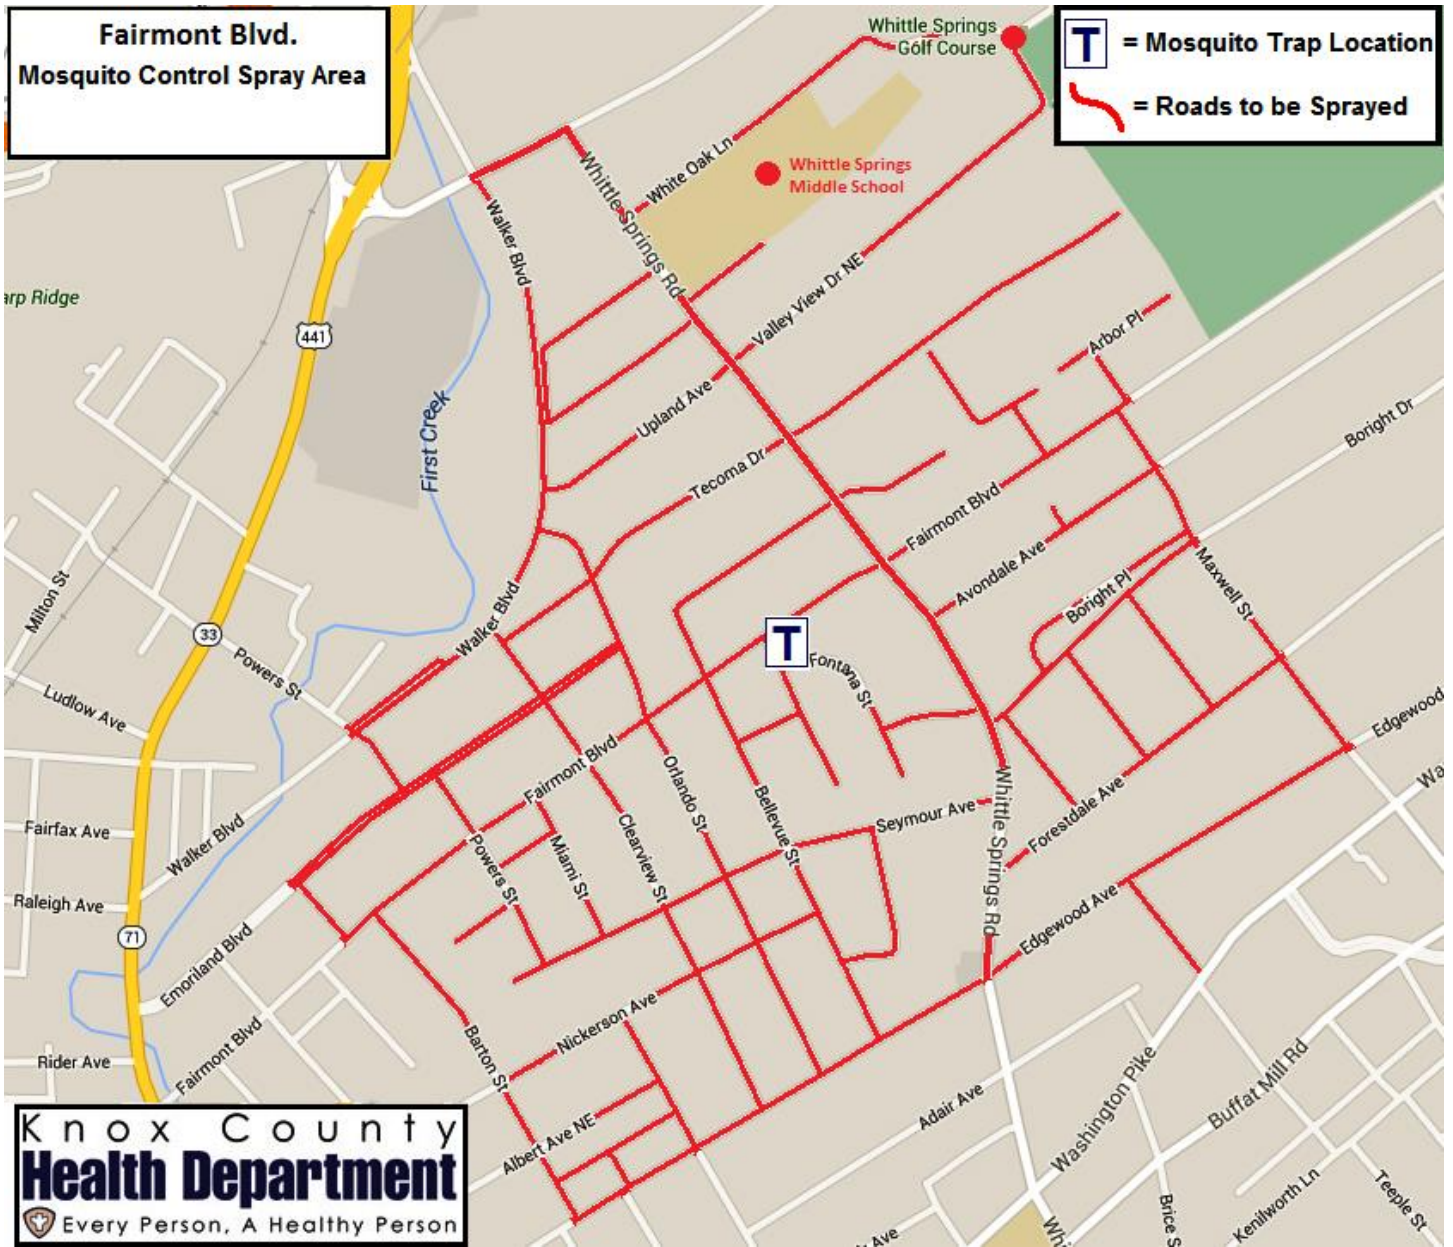 Fairmont Blvd.
Mosquito Control Spray Area
T = Mosquito Trap Location
= Roads to be Sprayed
Whittle Springs
Golf Course
Whittle Springs
Middle School
White Oak Ln
Whittle Springs Rd
Walker Blvd
Valley View Dr NE
arp Ridge
441
Arbor Pl
Upland Ave
First Creek
Boright Dr
Tecoma Dr
Fairmont Blvd
Avondale Ave
Maxwell St
Boright Pl
Milton St
33
Walker Blvd
T
Fontana St
Powers St
Ludlow Ave
Edgewood
Wa
Fairmont Blvd
Orlando St
Bellevue St
Seymour Ave
Whittle Springs Rd
Forestdale Ave
Fairfax Ave
Walker Blvd
Powers St
Miami St
Clearview St
Raleigh Ave
71
Emoriland Blvd
Edgewood Ave
Nickerson Ave
Rider Ave
Fairmont Blvd
Barton St
Washington Pike
Buffat Mill Rd
Adair Ave
Albert Ave NE
Kenilworth Ln
Teeple St
Brice S
Whi
Ave
Knox County
Health Department
Every Person, A Healthy Person